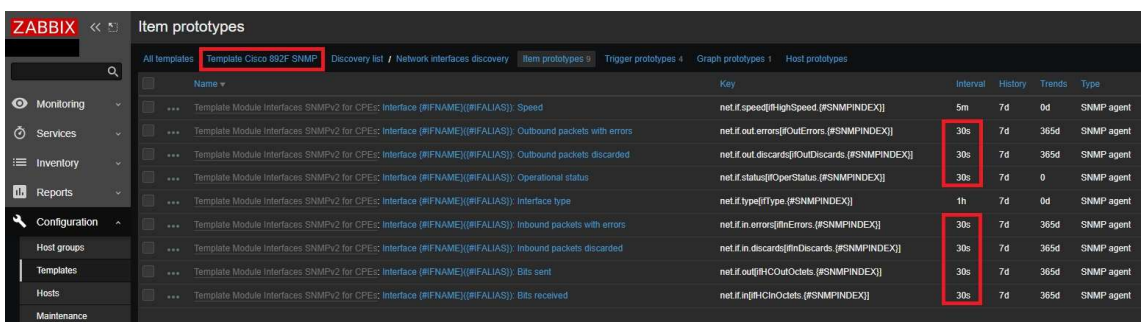 ZABBIX
Item prototypes
All templates Template Cisco 892F SNMP Discovery list / Network interfaces discovery Item prototypes 9 Trigger prototypes 4 Graph prototypes 1 Host prototypes
Name Key Interval History Trends Type
Template Module Interfaces SNMPv2 for CPEs: Interface {#IFNAME}({#IFALIAS}): Speed net.if.speed[ifHighSpeed.{#SNMPINDEX}] 5m 7d 0d SNMP agent
Template Module Interfaces SNMPv2 for CPEs: Interface {#IFNAME}({#IFALIAS}): Outbound packets with errors net.if.out.errors[ifOutErrors.{#SNMPINDEX}] 30s 7d 365d SNMP agent
Template Module Interfaces SNMPv2 for CPEs: Interface {#IFNAME}({#IFALIAS}): Outbound packets discarded net.if.out.discards[ifOutDiscards.{#SNMPINDEX}] 30s 7d 365d SNMP agent
Template Module Interfaces SNMPv2 for CPEs: Interface {#IFNAME}({#IFALIAS}): Operational status net.if.status[ifOperStatus.{#SNMPINDEX}] 30s 7d 0 SNMP agent
Template Module Interfaces SNMPv2 for CPEs: Interface {#IFNAME}({#IFALIAS}): Interface type net.if.type[ifType.{#SNMPINDEX}] 1h 7d 0d SNMP agent
Template Module Interfaces SNMPv2 for CPEs: Interface {#IFNAME}({#IFALIAS}): Inbound packets with errors net.if.in.errors[ifInErrors.{#SNMPINDEX}] 30s 7d 365d SNMP agent
Template Module Interfaces SNMPv2 for CPEs: Interface {#IFNAME}({#IFALIAS}): Inbound packets discarded net.if.in.discards[ifInDiscards.{#SNMPINDEX}] 30s 7d 365d SNMP agent
Template Module Interfaces SNMPv2 for CPEs: Interface {#IFNAME}({#IFALIAS}): Bits sent net.if.out[ifHCOutOctets.{#SNMPINDEX}] 30s 7d 365d SNMP agent
Template Module Interfaces SNMPv2 for CPEs: Interface {#IFNAME}({#IFALIAS}): Bits received net.if.in[ifHCInOctets.{#SNMPINDEX}] 30s 7d 365d SNMP agent
Monitoring
Services
Inventory
Reports
Configuration
Host groups
Templates
Hosts
Maintenance